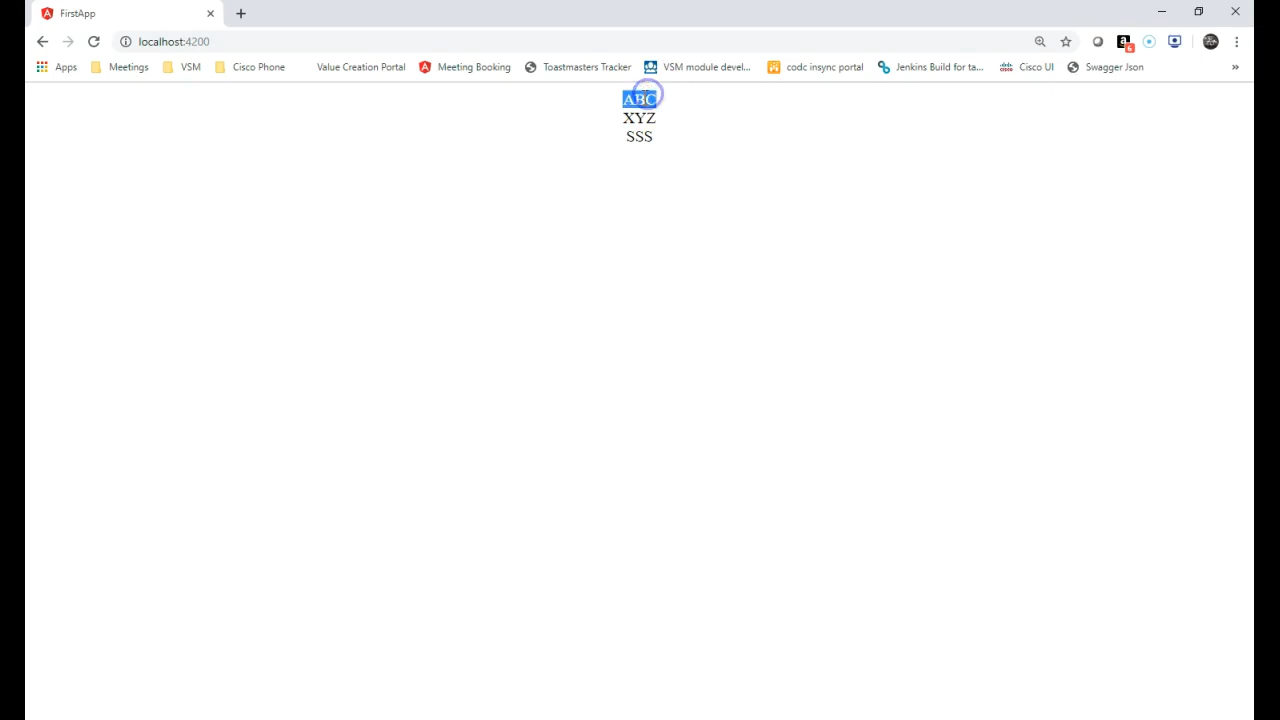 FirstApp
localhost:4200
6
Apps Meetings VSM Cisco Phone Value Creation Portal Meeting Booking Toastmasters Tracker VSM module devel... codc insync portal Jenkins Build for ta... Cisco UI Swagger Json »
ABC
XYZ
SSS